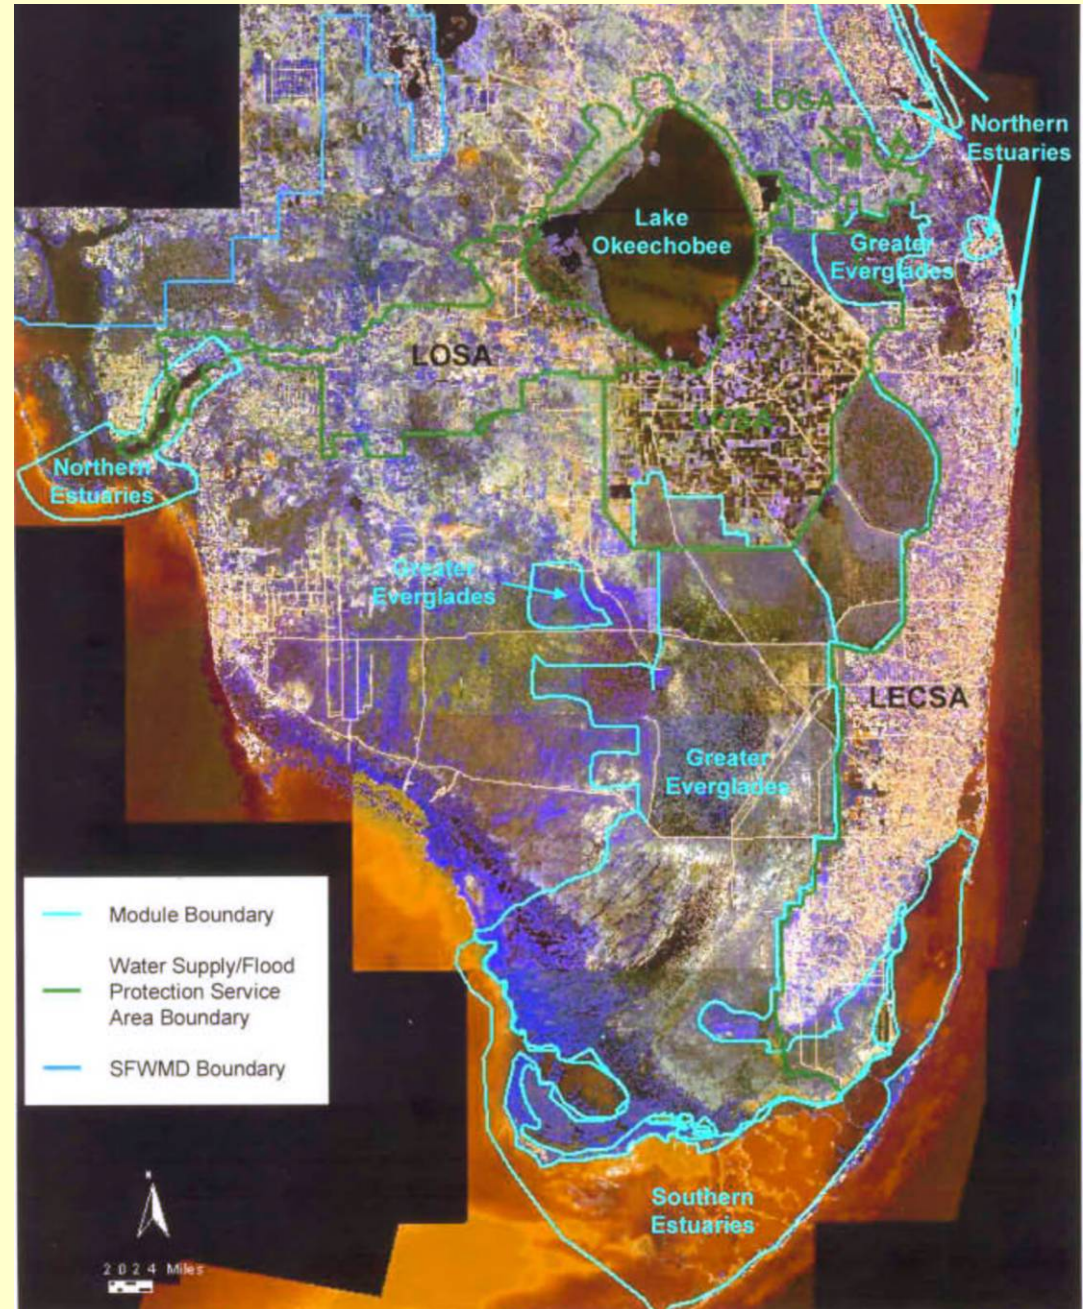 LOSA
Northern
Estuaries
Lake
Okeechobee
Greater
Everglades
LOSA
LOSA
Northern
Estuaries
Greater
Everglades
LECSA
Greater
Everglades
Module Boundary
Water Supply/Flood
Protection Service
Area Boundary
SFWMD Boundary
N
2 0 2 4 Miles
Southern
Estuaries